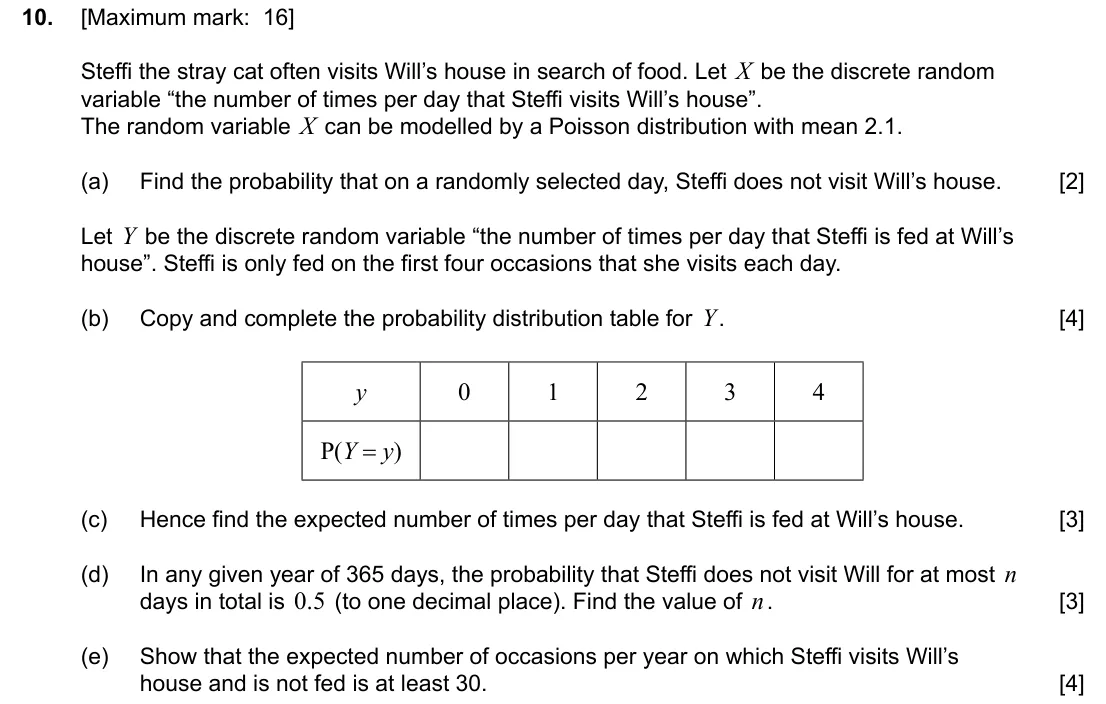 10. [Maximum mark: 16]
Steffi the stray cat often visits Will’s house in search of food. Let X be the discrete random
variable “the number of times per day that Steffi visits Will’s house”.
The random variable X can be modelled by a Poisson distribution with mean 2.1.
(a) Find the probability that on a randomly selected day, Steffi does not visit Will’s house. [2]
Let Y be the discrete random variable “the number of times per day that Steffi is fed at Will’s
house”. Steffi is only fed on the first four occasions that she visits each day.
(b) Copy and complete the probability distribution table for Y. [4]
y 0 1 2 3 4
P(Y = y)
(c) Hence find the expected number of times per day that Steffi is fed at Will’s house. [3]
(d) In any given year of 365 days, the probability that Steffi does not visit Will for at most n
days in total is 0.5 (to one decimal place). Find the value of n. [3]
(e) Show that the expected number of occasions per year on which Steffi visits Will’s
house and is not fed is at least 30. [4]